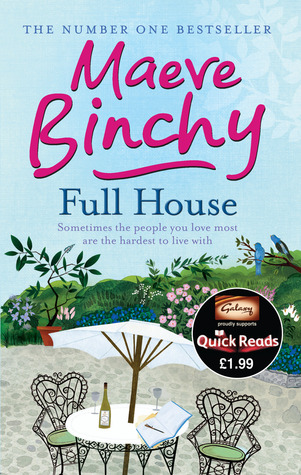 THE NUMBER ONE BESTSELLER
Maeve
Binchy
Full House
Sometimes the people you love most
are the hardest to live with
Galaxy
proudly supports
Quick Reads
£1.99